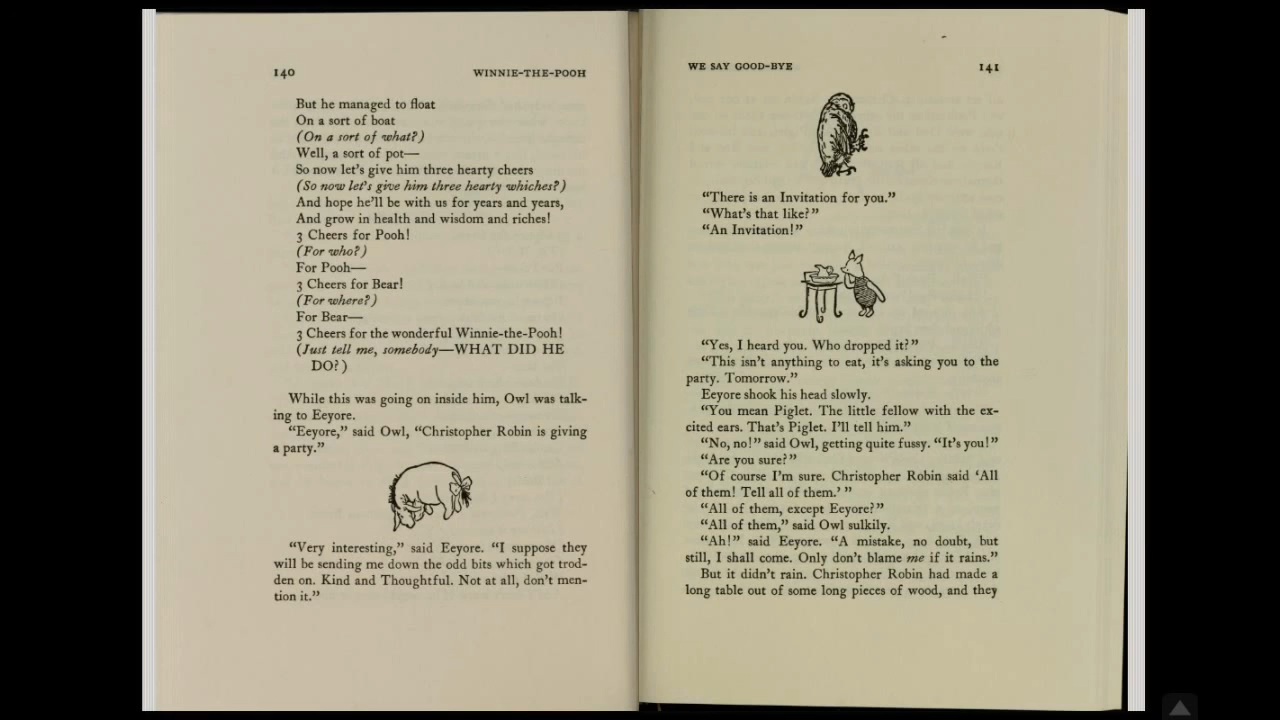 140 WINNIE-THE-POOH
But he managed to float
On a sort of boat
(On a sort of what?)
Well, a sort of pot—
So now let's give him three hearty cheers
(So now let's give him three hearty whiches?)
And hope he'll be with us for years and years,
And grow in health and wisdom and riches!
3 Cheers for Pooh!
(For who?)
For Pooh—
3 Cheers for Bear!
(For where?)
For Bear—
3 Cheers for the wonderful Winnie-the-Pooh!
(Just tell me, somebody—WHAT DID HE
DO?)
While this was going on inside him, Owl was talk-
ing to Eeyore.
“Eeyore,” said Owl, “Christopher Robin is giving
a party.”
“Very interesting,” said Eeyore. “I suppose they
will be sending me down the odd bits which got trod-
den on. Kind and Thoughtful. Not at all, don't men-
tion it.”
WE SAY GOOD-BYE 141
“There is an Invitation for you.”
“What's that like?”
“An Invitation!”
“Yes, I heard you. Who dropped it?”
“This isn't anything to eat, it's asking you to the
party. Tomorrow.”
Eeyore shook his head slowly.
“You mean Piglet. The little fellow with the ex-
cited ears. That's Piglet. I'll tell him.”
“No, no!” said Owl, getting quite fussy. “It's you!”
“Are you sure?”
“Of course I'm sure. Christopher Robin said ‘All
of them! Tell all of them.’ ”
“All of them, except Eeyore?”
“All of them,” said Owl sulkily.
“Ah!” said Eeyore. “A mistake, no doubt, but
still, I shall come. Only don't blame me if it rains.”
But it didn't rain. Christopher Robin had made a
long table out of some long pieces of wood, and they